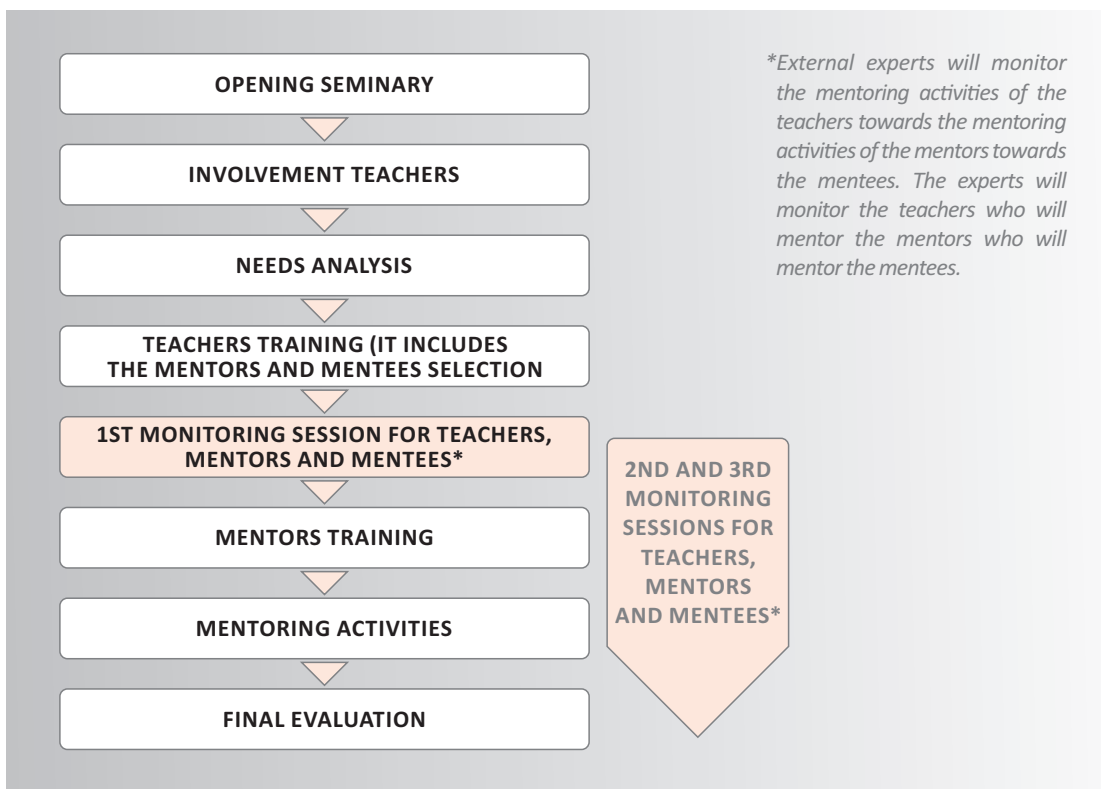 OPENING SEMINARY
INVOLVEMENT TEACHERS
NEEDS ANALYSIS
TEACHERS TRAINING (IT INCLUDES
THE MENTORS AND MENTEES SELECTION
1ST MONITORING SESSION FOR TEACHERS,
MENTORS AND MENTEES*
MENTORS TRAINING
MENTORING ACTIVITIES
FINAL EVALUATION
2ND AND 3RD
MONITORING
SESSIONS FOR
TEACHERS,
MENTORS
AND MENTEES*
*External experts will monitor
the mentoring activities of the
teachers towards the mentoring
activities of the mentors towards
the mentees. The experts will
monitor the teachers who will
mentor the mentors who will
mentor the mentees.